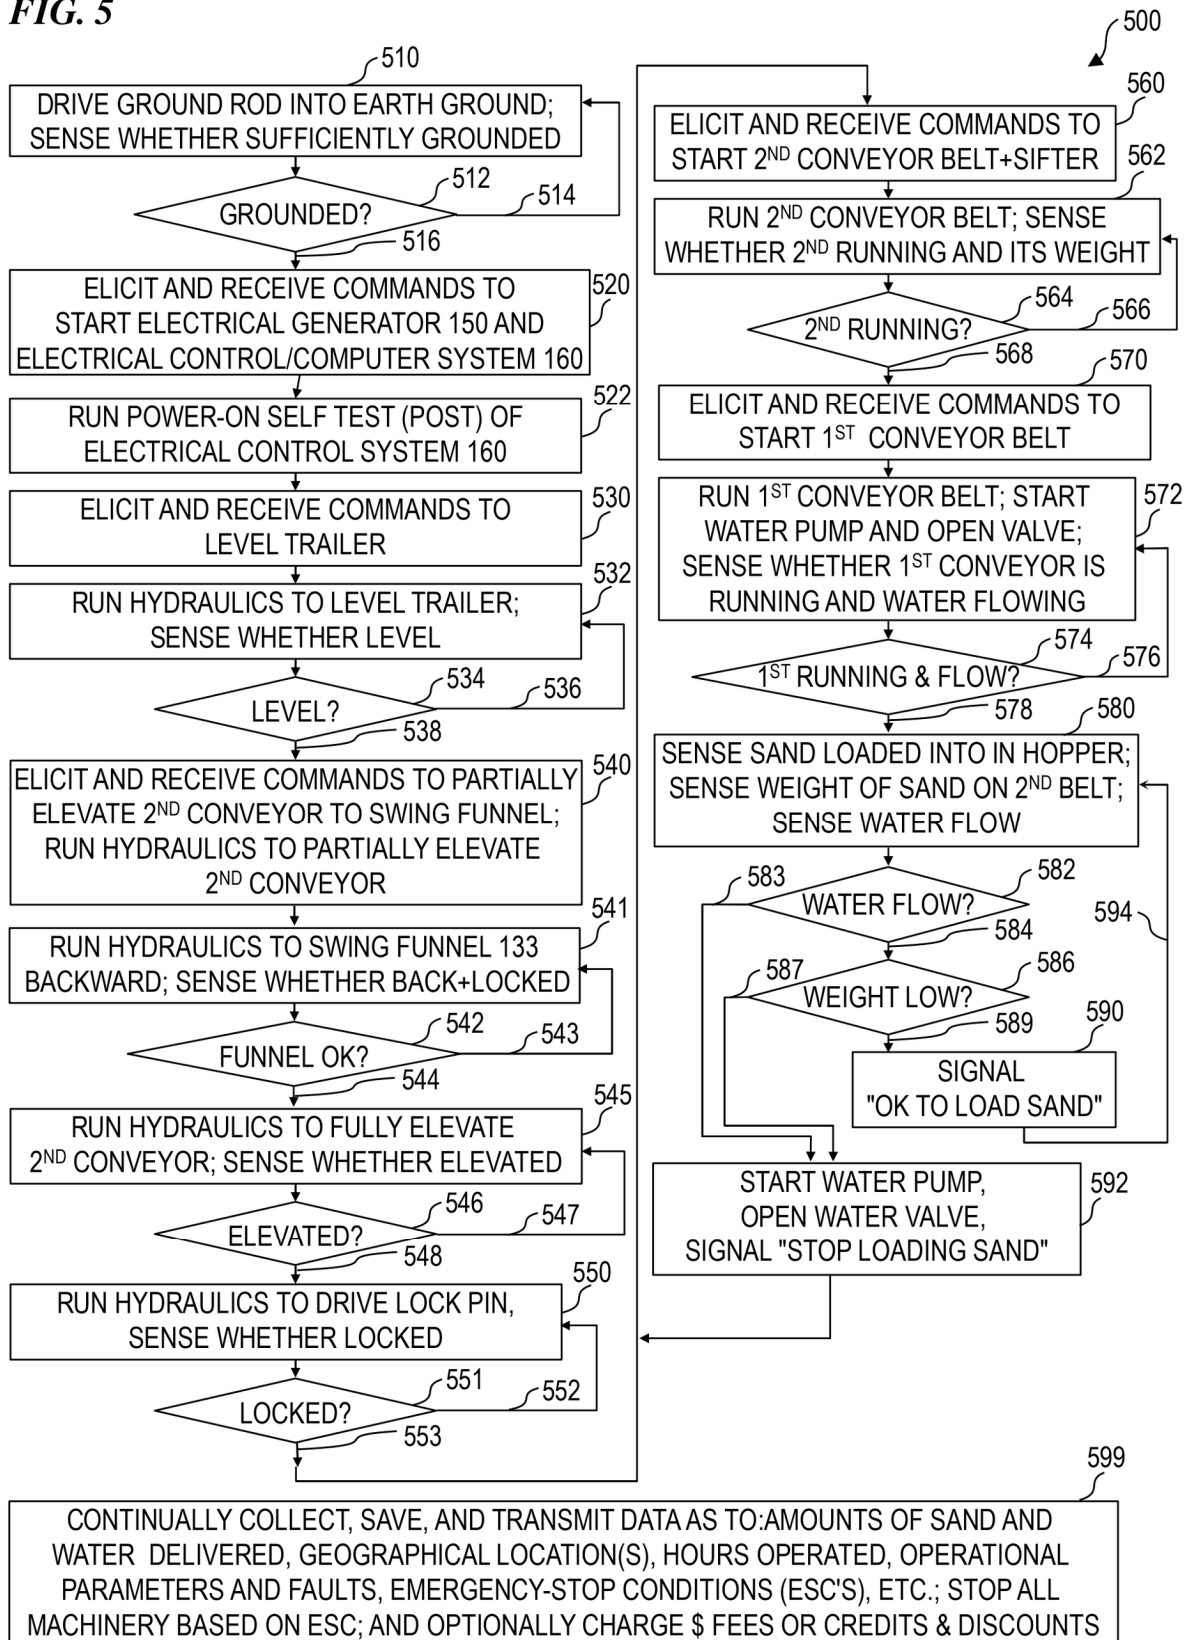 FIG. 5
500
510
DRIVE GROUND ROD INTO EARTH GROUND;
SENSE WHETHER SUFFICIENTLY GROUNDED
512
GROUNDED?
514
516
ELICIT AND RECEIVE COMMANDS TO
START ELECTRICAL GENERATOR 150 AND
ELECTRICAL CONTROL/COMPUTER SYSTEM 160
520
RUN POWER-ON SELF TEST (POST) OF
ELECTRICAL CONTROL SYSTEM 160
522
ELICIT AND RECEIVE COMMANDS TO
LEVEL TRAILER
530
RUN HYDRAULICS TO LEVEL TRAILER;
SENSE WHETHER LEVEL
532
LEVEL?
534
536
538
ELICIT AND RECEIVE COMMANDS TO PARTIALLY
ELEVATE 2ND CONVEYOR TO SWING FUNNEL;
RUN HYDRAULICS TO PARTIALLY ELEVATE
2ND CONVEYOR
540
RUN HYDRAULICS TO SWING FUNNEL 133
BACKWARD; SENSE WHETHER BACK+LOCKED
541
FUNNEL OK?
542
543
544
RUN HYDRAULICS TO FULLY ELEVATE
2ND CONVEYOR; SENSE WHETHER ELEVATED
545
ELEVATED?
546
547
548
RUN HYDRAULICS TO DRIVE LOCK PIN,
SENSE WHETHER LOCKED
550
LOCKED?
551
552
553
560
ELICIT AND RECEIVE COMMANDS TO
START 2ND CONVEYOR BELT+SIFTER
562
RUN 2ND CONVEYOR BELT; SENSE
WHETHER 2ND RUNNING AND ITS WEIGHT
2ND RUNNING?
564
566
568
570
ELICIT AND RECEIVE COMMANDS TO
START 1ST CONVEYOR BELT
RUN 1ST CONVEYOR BELT; START
WATER PUMP AND OPEN VALVE;
SENSE WHETHER 1ST CONVEYOR IS
RUNNING AND WATER FLOWING
572
1ST RUNNING & FLOW?
574
576
578
580
SENSE SAND LOADED INTO IN HOPPER;
SENSE WEIGHT OF SAND ON 2ND BELT;
SENSE WATER FLOW
583
WATER FLOW?
582
584
594
587
WEIGHT LOW?
586
589
590
SIGNAL
"OK TO LOAD SAND"
START WATER PUMP,
OPEN WATER VALVE,
SIGNAL "STOP LOADING SAND"
592
599
CONTINUALLY COLLECT, SAVE, AND TRANSMIT DATA AS TO:AMOUNTS OF SAND AND
WATER DELIVERED, GEOGRAPHICAL LOCATION(S), HOURS OPERATED, OPERATIONAL
PARAMETERS AND FAULTS, EMERGENCY-STOP CONDITIONS (ESC'S), ETC.; STOP ALL
MACHINERY BASED ON ESC; AND OPTIONALLY CHARGE $ FEES OR CREDITS & DISCOUNTS